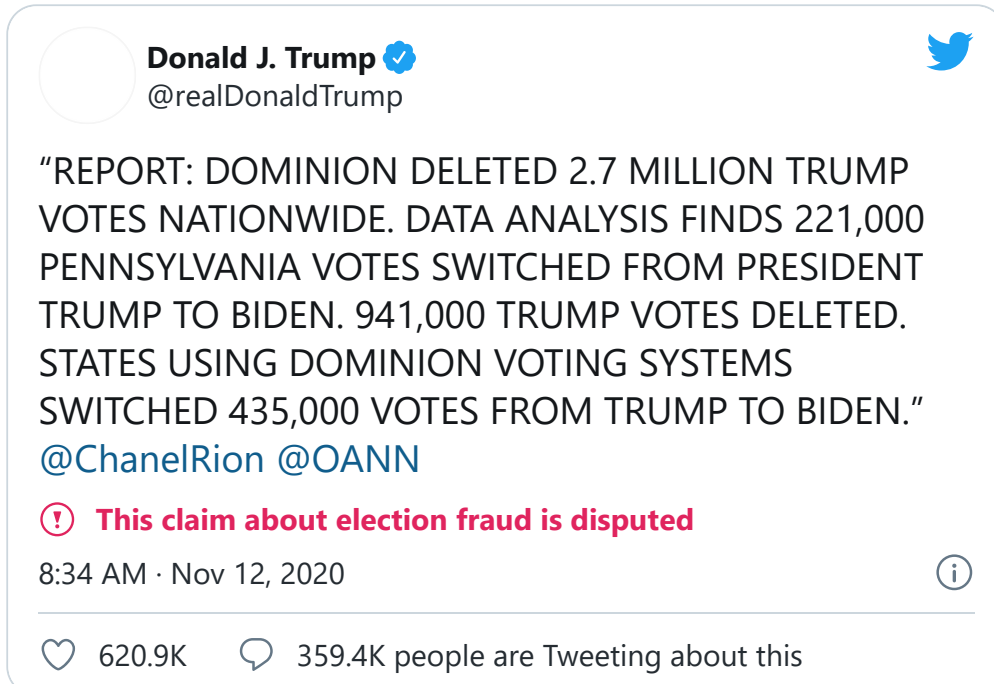 Donald J. Trump
@realDonaldTrump
“REPORT: DOMINION DELETED 2.7 MILLION TRUMP
VOTES NATIONWIDE. DATA ANALYSIS FINDS 221,000
PENNSYLVANIA VOTES SWITCHED FROM PRESIDENT
TRUMP TO BIDEN. 941,000 TRUMP VOTES DELETED.
STATES USING DOMINION VOTING SYSTEMS
SWITCHED 435,000 VOTES FROM TRUMP TO BIDEN.”
@ChanelRion @OANN
This claim about election fraud is disputed
8:34 AM · Nov 12, 2020
620.9K 359.4K people are Tweeting about this